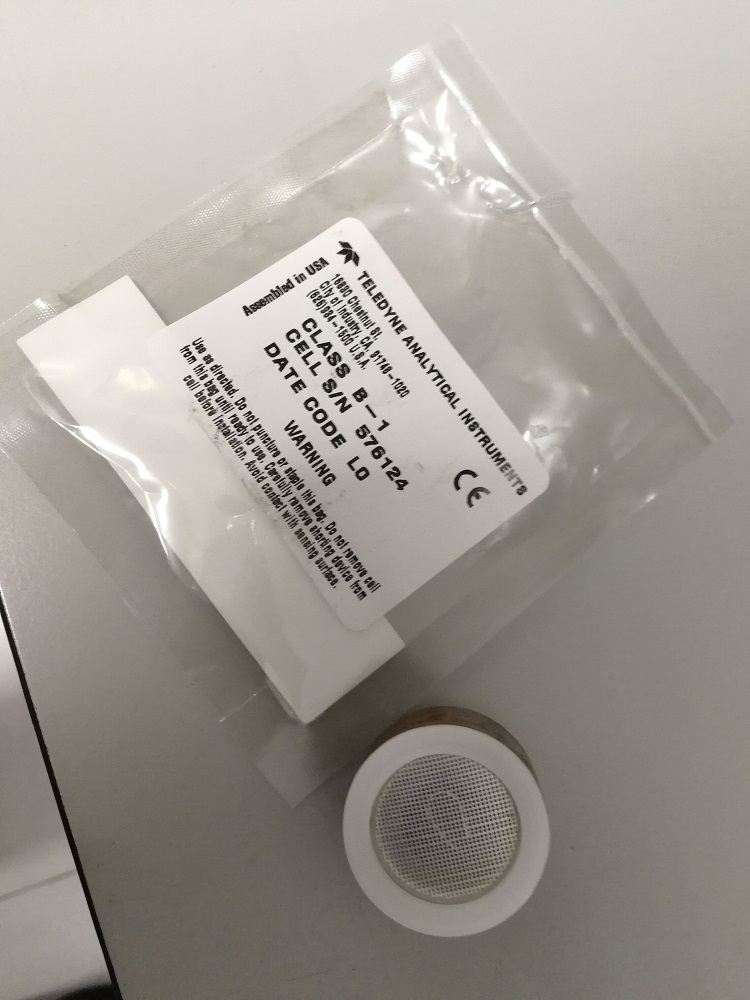 Assembled in USA
TELEDYNE ANALYTICAL INSTRUMENTS
16830 Chestnut St.
City of Industry, CA. 91748-1020
(626)934-1500 U.S.A.
CLASS B-1
CELL S/N 576124
DATE CODE L0
CE
WARNING
Use as directed. Do not puncture or staple this bag. Do not remove cell
from this bag until ready to use. Carefully remove shorting device from
cell before installation. Avoid contact with sensing surface.